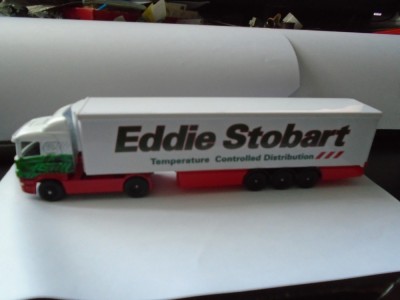 Eddie Stobart
Temperature Controlled Distribution